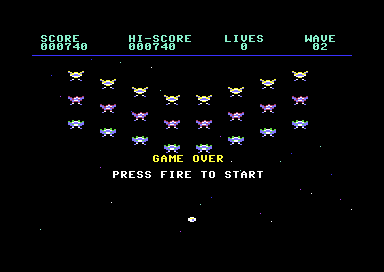 SCORE HI-SCORE LIVES WAVE
000740 000740 0 02
GAME OVER
PRESS FIRE TO START